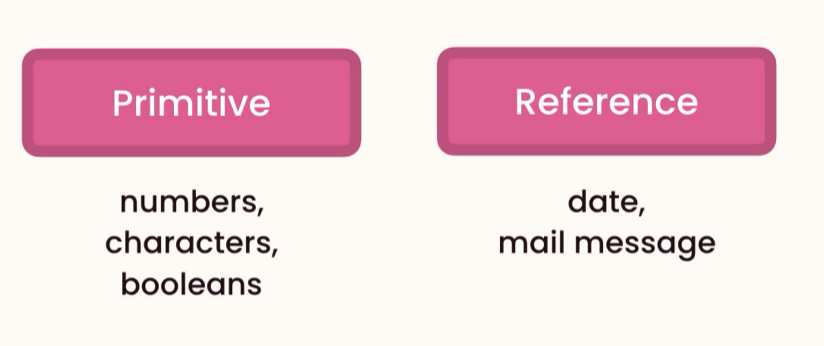 Primitive
numbers,
characters,
booleans
Reference
date,
mail message